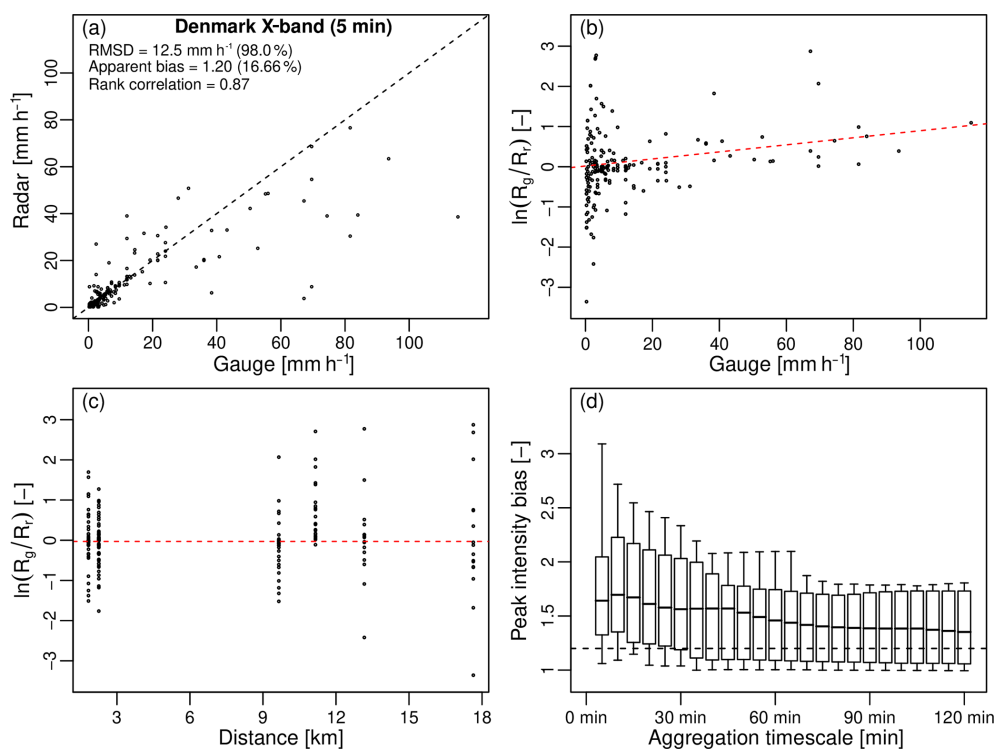 (a) Denmark X-band (5 min)
RMSD = 12.5 mm h⁻¹ (98.0 %)
Apparent bias = 1.20 (16.66 %)
Rank correlation = 0.87
Radar [mm h⁻¹]
100
80
60
40
20
0
0 20 40 60 80 100
Gauge [mm h⁻¹]
(b)
ln(Rg/Rr) [−]
3
2
1
0
−1
−2
−3
0 20 40 60 80 100
Gauge [mm h⁻¹]
(c)
ln(Rg/Rr) [−]
3
2
1
0
−1
−2
−3
3 6 9 12 15 18
Distance [km]
(d)
Peak intensity bias [−]
3
2.5
2
1.5
1
0 min 30 min 60 min 90 min 120 min
Aggregation timescale [min]